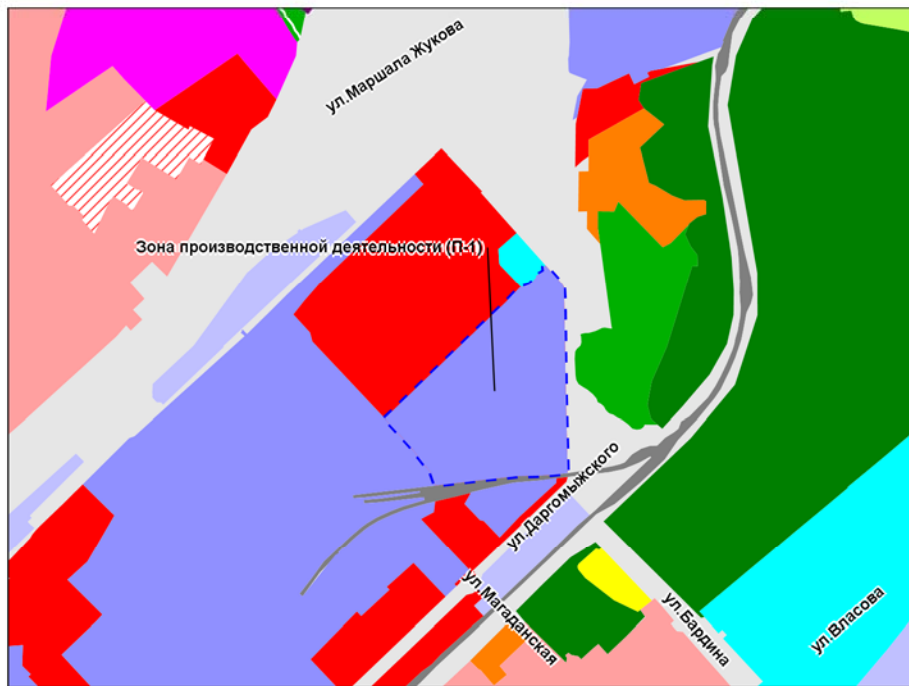 ул.Маршала Жукова
Зона производственной деятельности (П-1)
ул.Даргомыжского
ул.Магаданская
ул.Бардина
ул.Власова